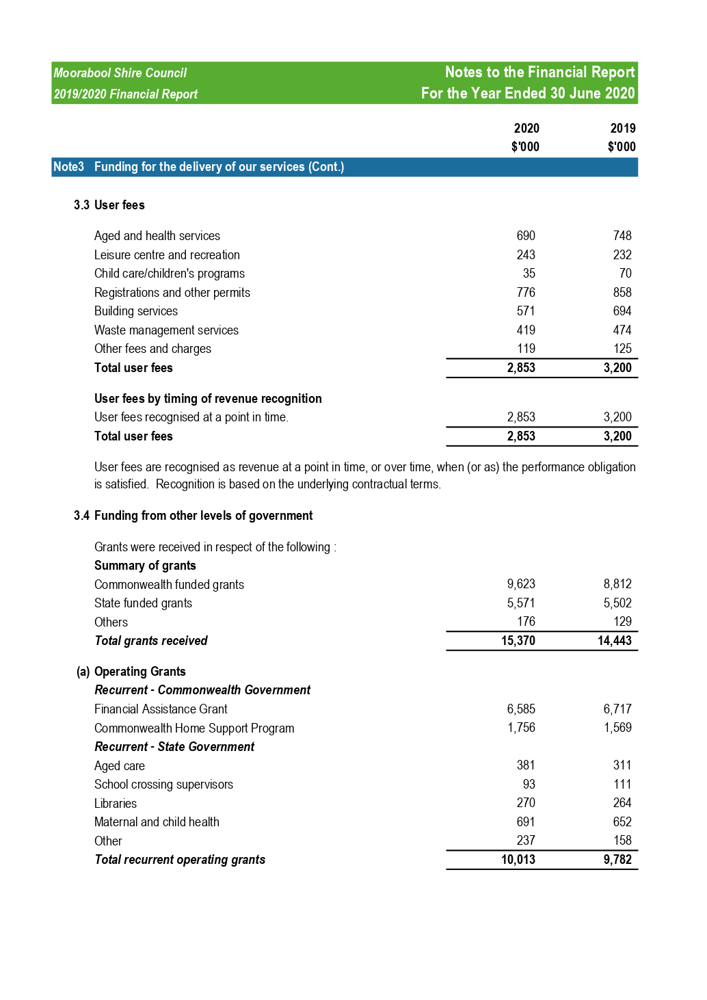 Moorabool Shire Council Notes to the Financial Report
2019/2020 Financial Report For the Year Ended 30 June 2020
2020 2019
$'000 $'000
Note3 Funding for the delivery of our services (Cont.)
3.3 User fees
Aged and health services 690 748
Leisure centre and recreation 243 232
Child care/children's programs 35 70
Registrations and other permits 776 858
Building services 571 694
Waste management services 419 474
Other fees and charges 119 125
Total user fees 2,853 3,200
User fees by timing of revenue recognition
User fees recognised at a point in time. 2,853 3,200
Total user fees 2,853 3,200
User fees are recognised as revenue at a point in time, or over time, when (or as) the performance obligation
is satisfied.  Recognition is based on the underlying contractual terms.
3.4 Funding from other levels of government
Grants were received in respect of the following :
Summary of grants
Commonwealth funded grants 9,623 8,812
State funded grants 5,571 5,502
Others 176 129
Total grants received 15,370 14,443
(a) Operating Grants
Recurrent - Commonwealth Government
Financial Assistance Grant 6,585 6,717
Commonwealth Home Support Program 1,756 1,569
Recurrent - State Government
Aged care 381 311
School crossing supervisors 93 111
Libraries 270 264
Maternal and child health 691 652
Other 237 158
Total recurrent operating grants 10,013 9,782